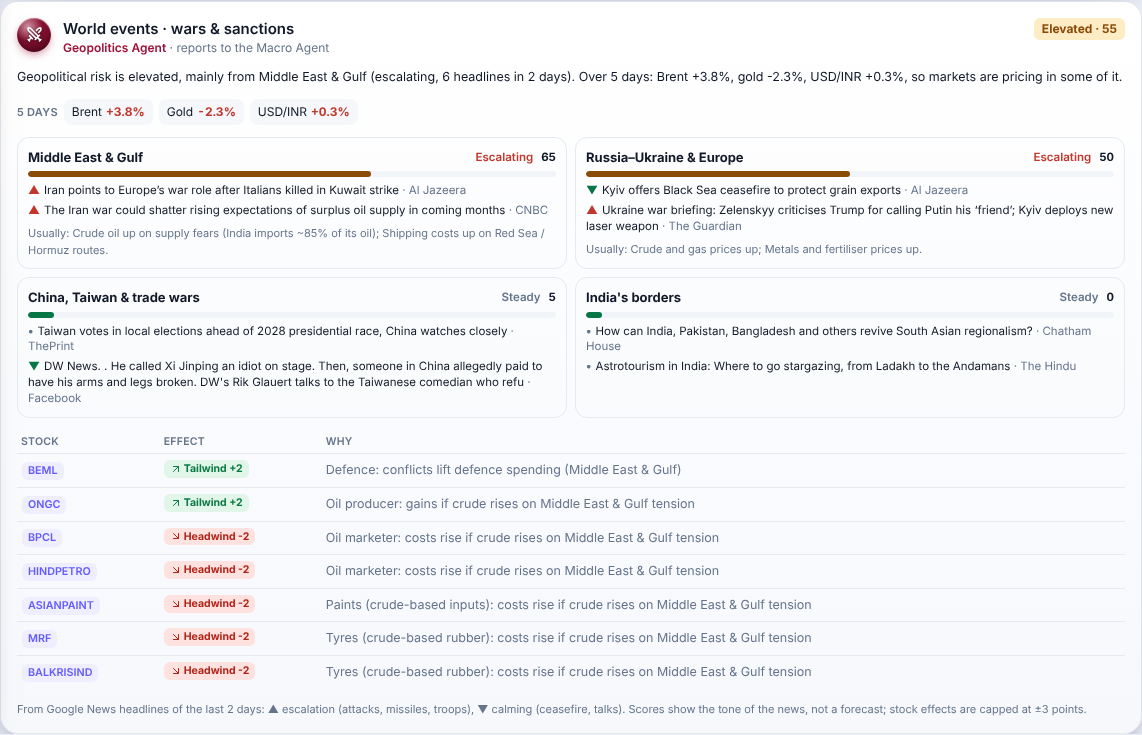 World events · wars & sanctions
Elevated · 55
Geopolitics Agent · reports to the Macro Agent
Geopolitical risk is elevated, mainly from Middle East & Gulf (escalating, 6 headlines in 2 days). Over 5 days: Brent +3.8%, gold -2.3%, USD/INR +0.3%, so markets are pricing in some of it.
5 DAYS Brent +3.8% Gold -2.3% USD/INR +0.3%
Middle East & Gulf Escalating 65
▲ Iran points to Europe’s war role after Italians killed in Kuwait strike · Al Jazeera
▲ The Iran war could shatter rising expectations of surplus oil supply in coming months · CNBC
Usually: Crude oil up on supply fears (India imports ~85% of its oil); Shipping costs up on Red Sea /
Hormuz routes.
Russia–Ukraine & Europe Escalating 50
▼ Kyiv offers Black Sea ceasefire to protect grain exports · Al Jazeera
▲ Ukraine war briefing: Zelenskyy criticises Trump for calling Putin his ‘friend’; Kyiv deploys new
laser weapon · The Guardian
Usually: Crude and gas prices up; Metals and fertiliser prices up.
China, Taiwan & trade wars Steady 5
▪ Taiwan votes in local elections ahead of 2028 presidential race, China watches closely ·
ThePrint
▼ DW News. . He called Xi Jinping an idiot on stage. Then, someone in China allegedly paid to
have his arms and legs broken. DW's Rik Glauert talks to the Taiwanese comedian who refu ·
Facebook
India's borders Steady 0
▪ How can India, Pakistan, Bangladesh and others revive South Asian regionalism? · Chatham
House
▪ Astrotourism in India: Where to go stargazing, from Ladakh to the Andamans · The Hindu
STOCK EFFECT WHY
BEML ↗ Tailwind +2 Defence: conflicts lift defence spending (Middle East & Gulf)
ONGC ↗ Tailwind +2 Oil producer: gains if crude rises on Middle East & Gulf tension
BPCL ↘ Headwind -2 Oil marketer: costs rise if crude rises on Middle East & Gulf tension
HINDPETRO ↘ Headwind -2 Oil marketer: costs rise if crude rises on Middle East & Gulf tension
ASIANPAINT ↘ Headwind -2 Paints (crude-based inputs): costs rise if crude rises on Middle East & Gulf tension
MRF ↘ Headwind -2 Tyres (crude-based rubber): costs rise if crude rises on Middle East & Gulf tension
BALKRISIND ↘ Headwind -2 Tyres (crude-based rubber): costs rise if crude rises on Middle East & Gulf tension
From Google News headlines of the last 2 days: ▲ escalation (attacks, missiles, troops), ▼ calming (ceasefire, talks). Scores show the tone of the news, not a forecast; stock effects are capped at ±3 points.